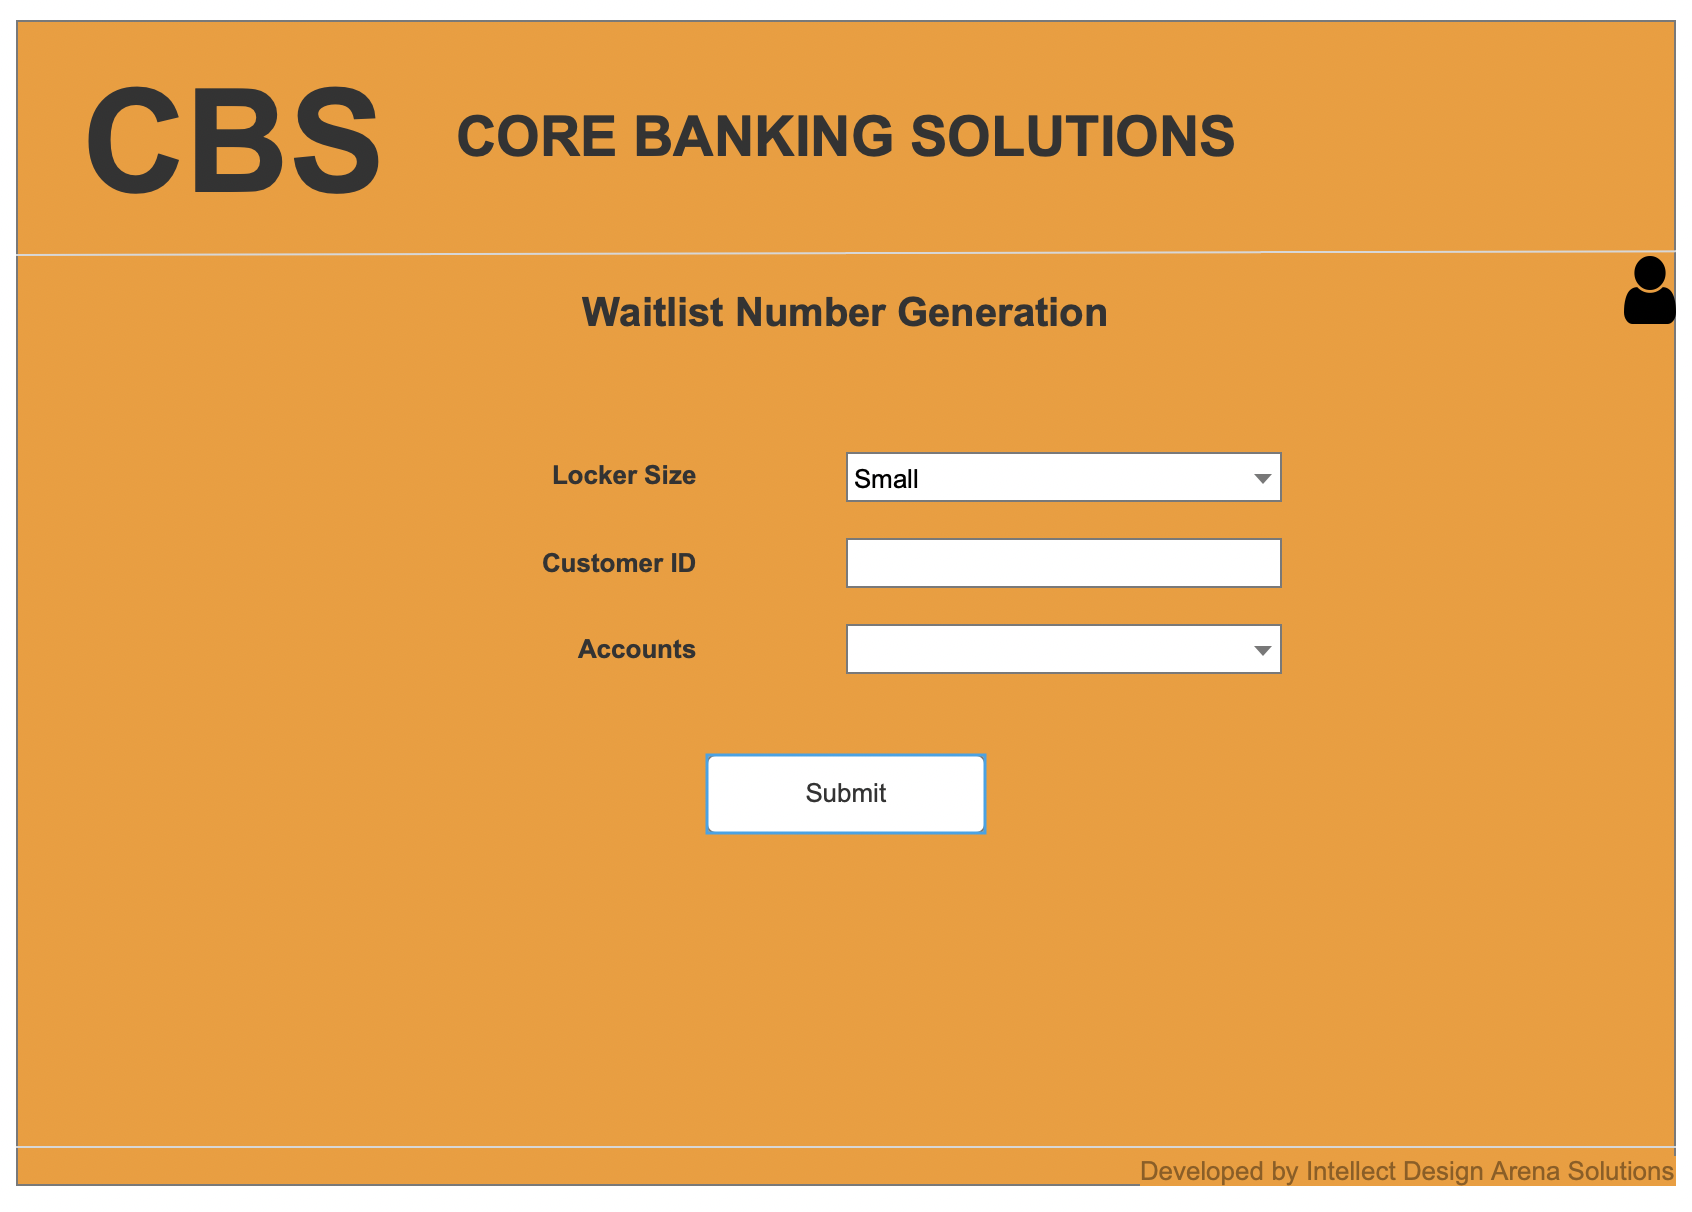 CBS
CORE BANKING SOLUTIONS
Waitlist Number Generation
Locker Size
Small
Customer ID
Accounts
Submit
Developed by Intellect Design Arena Solutions